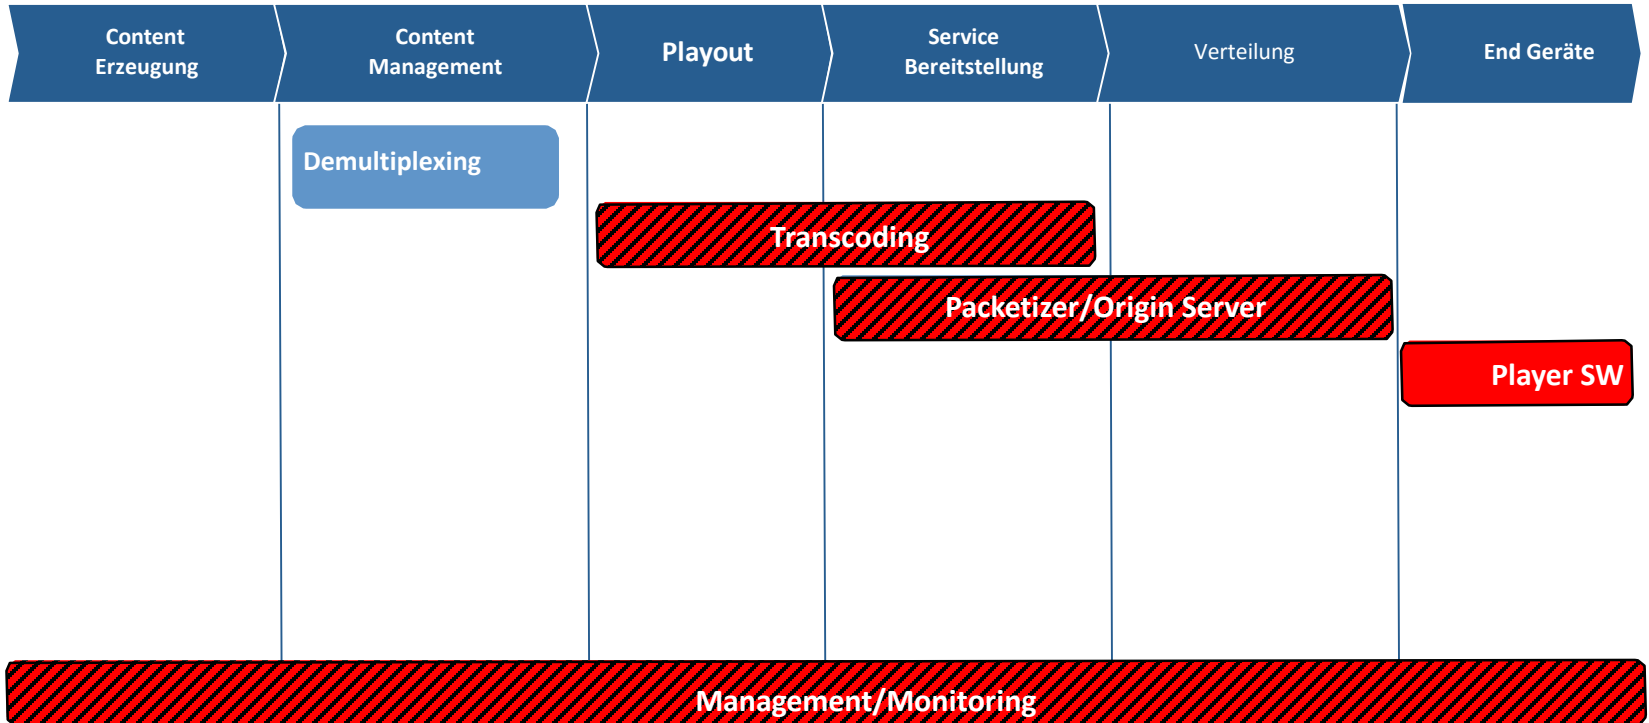 Content
Erzeugung
Content
Management
Playout
Service
Bereitstellung
Verteilung
End Geräte
Demultiplexing
Transcoding
Packetizer/Origin Server
Player SW
Management/Monitoring